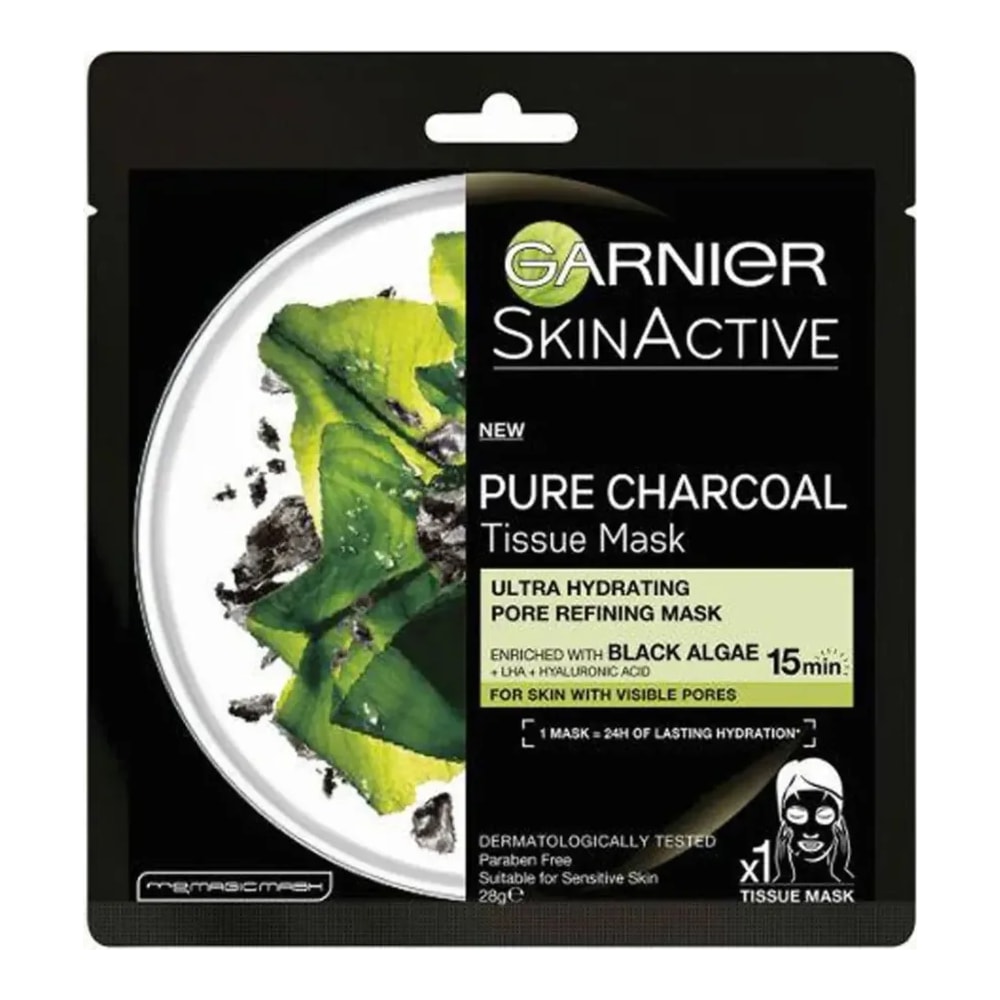 GARNIER
SKINACTIVE
NEW
PURE CHARCOAL
Tissue Mask
ULTRA HYDRATING
PORE REFINING MASK
ENRICHED WITH BLACK ALGAE
+ LHA + HYALURONIC ACID
15min
FOR SKIN WITH VISIBLE PORES
1 MASK = 24H OF LASTING HYDRATION*
DERMATOLOGICALLY TESTED
Paraben Free
Suitable for Sensitive Skin
28g℮
x1
TISSUE MASK
MAGIC MASK